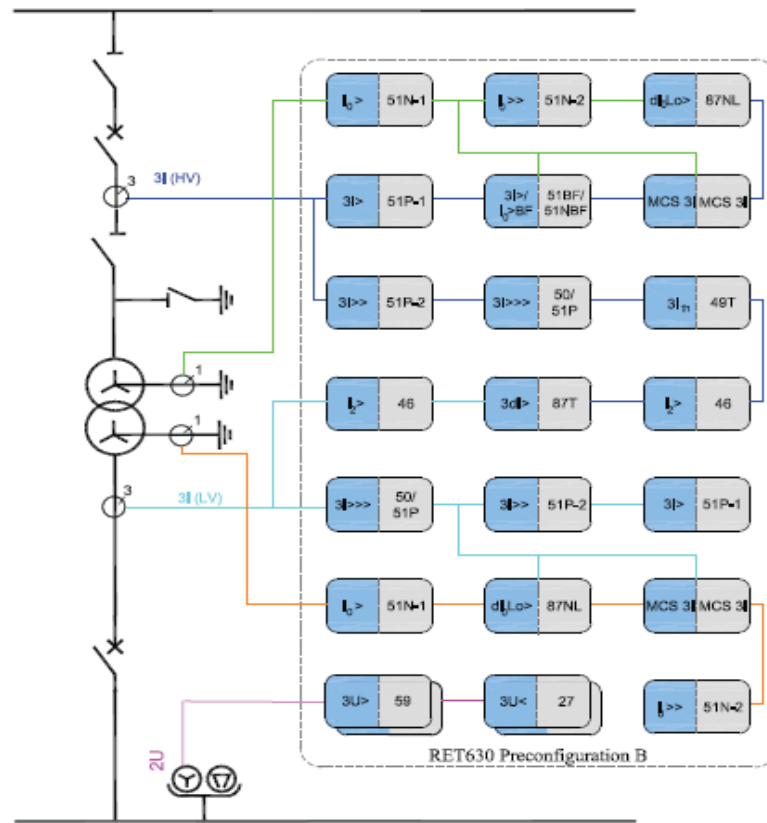 I0> 51N-1 I0>> 51N-2 dI0Lo> 87NL
3
3I (HV)
3I> 51P-1 3I>/ I0>BF 51BF/ 51NBF MCS 3I MCS 3I
3I>> 51P-2 3I>>> 50/ 51P 3Ith 49T
1
I2> 46 3dI> 87T I2> 46
1
3
3I (LV)
3I>>> 50/ 51P 3I>> 51P-2 3I> 51P-1
I0> 51N-1 dI0Lo> 87NL MCS 3I MCS 3I
2U
3U> 59 3U< 27 I0>> 51N-2
RET630 Preconfiguration B